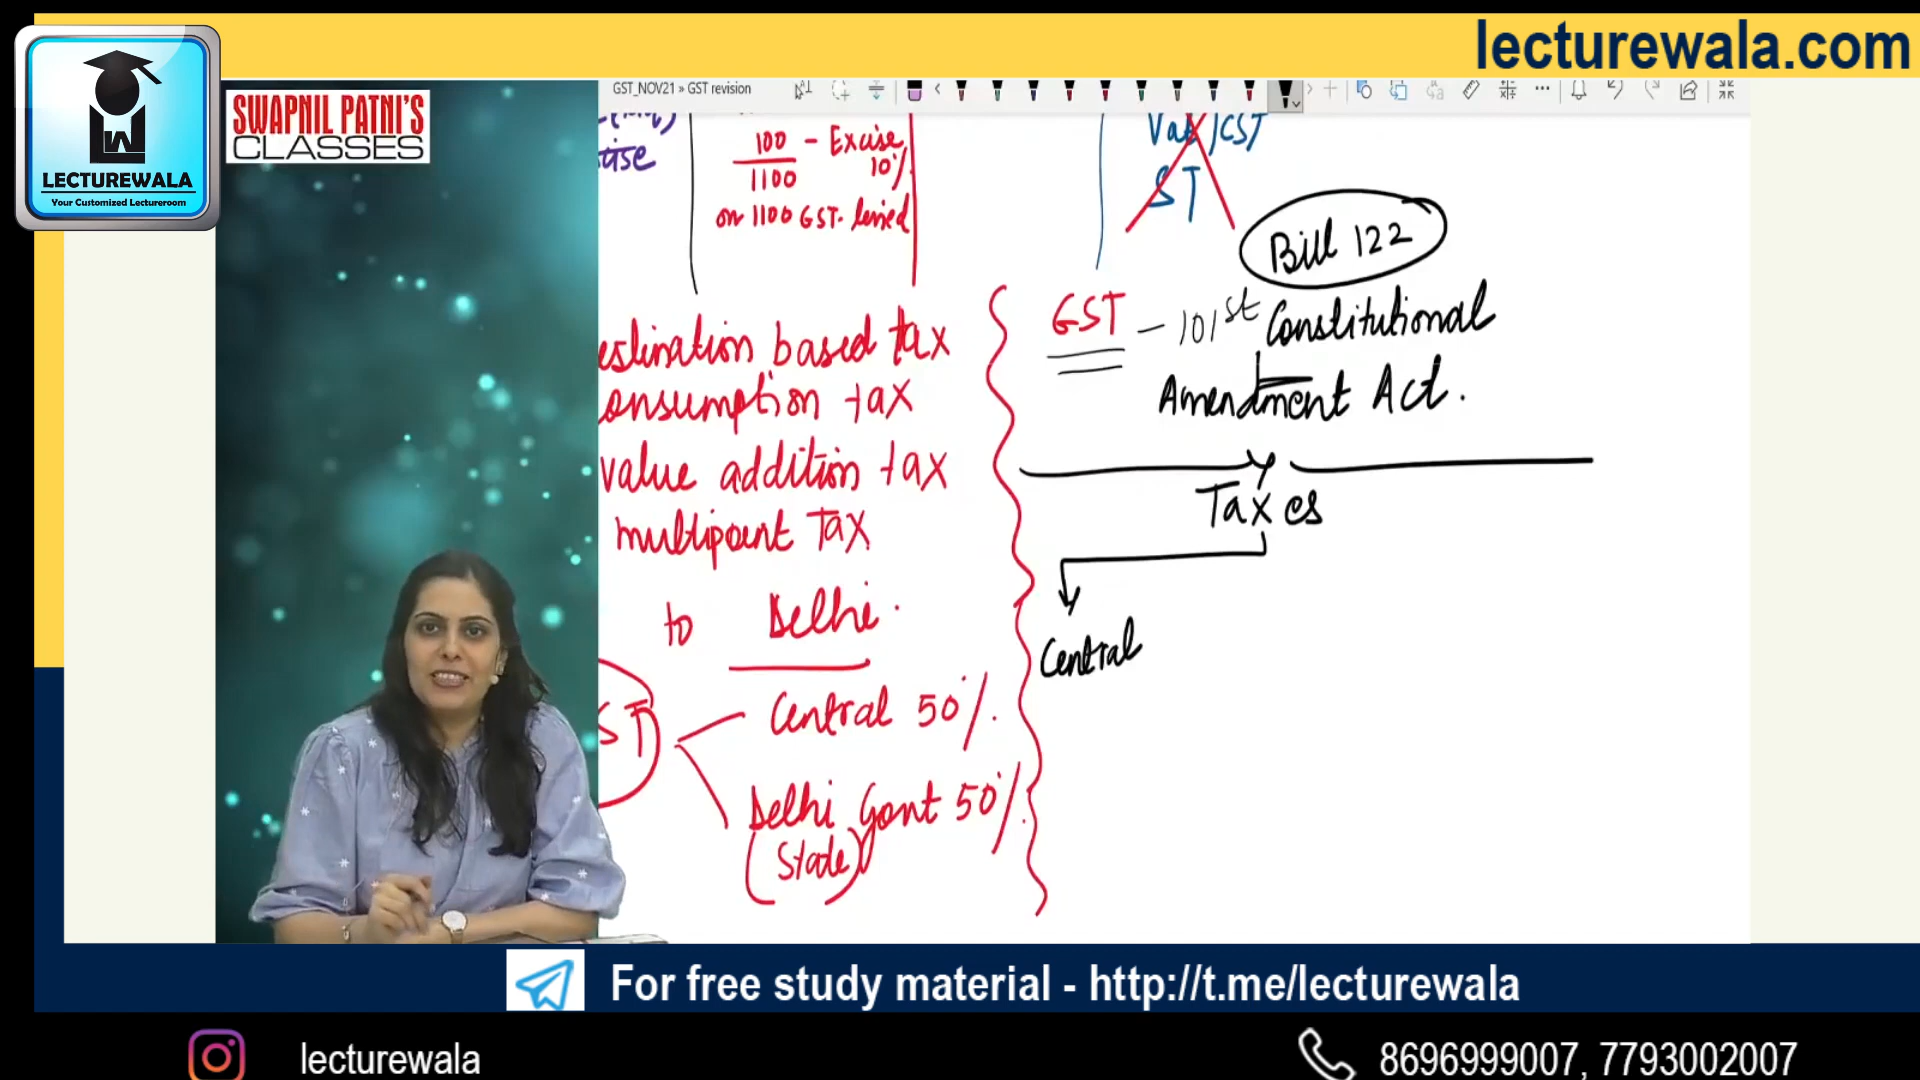 lecturewala.com
LW
LECTUREWALA
Your Customized Lectureroom
SWAPNIL PATNI'S
CLASSES
GST_NOV21 » GST revision
100 - Excise
1100 10%
on 1100 GST. levied
Vat/CST
ST
Bill 122
GST - 101st Constitutional
Amendment Act.
estination based tax
onsumption tax
value addition tax
multipoint Tax
to Delhi.
ST
Central 50%.
Delhi Govt 50%.
(State)
Taxes
Central
For free study material - http://t.me/lecturewala
lecturewala
8696999007, 7793002007